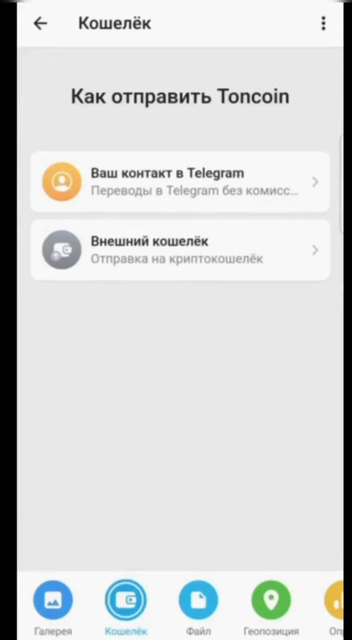 Кошелёк
Как отправить Toncoin
Ваш контакт в Telegram
Переводы в Telegram без комисс...
Внешний кошелёк
Отправка на криптокошелёк
Галерея
Кошелёк
Файл
Геопозиция
Оп